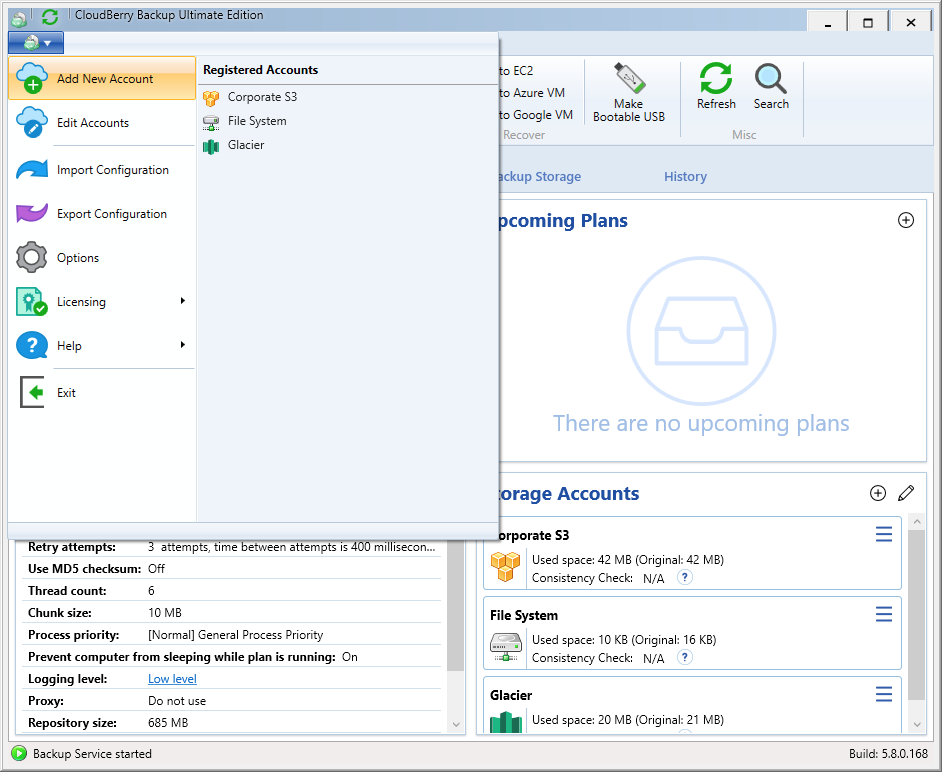 CloudBerry Backup Ultimate Edition
Add New Account
Edit Accounts
Import Configuration
Export Configuration
Options
Licensing
Help
Exit
Registered Accounts
Corporate S3
File System
Glacier
to EC2
to Azure VM
to Google VM
Recover
Make
Bootable USB
Refresh
Search
Misc
ackup Storage
History
pcoming Plans
There are no upcoming plans
Retry attempts: 3 attempts, time between attempts is 400 millisecon...
Use MD5 checksum: Off
Thread count: 6
Chunk size: 10 MB
Process priority: [Normal] General Process Priority
Prevent computer from sleeping while plan is running: On
Logging level: Low level
Proxy: Do not use
Repository size: 685 MB
torage Accounts
Corporate S3
Used space: 42 MB (Original: 42 MB)
Consistency Check: N/A ?
File System
Used space: 10 KB (Original: 16 KB)
Consistency Check: N/A ?
Glacier
Used space: 20 MB (Original: 21 MB)
Backup Service started
Build: 5.8.0.168